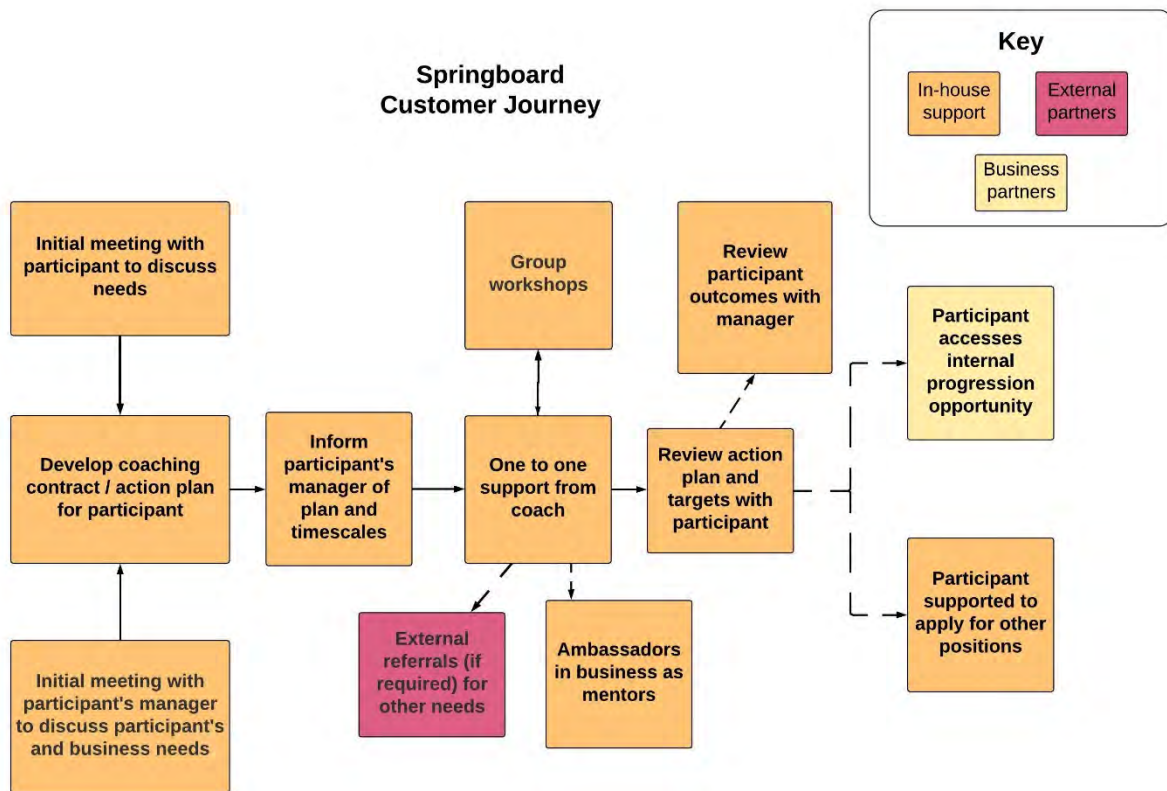 Springboard
Customer Journey
Key
In-house
support
External
partners
Business
partners
Initial meeting with
participant to discuss
needs
Group
workshops
Review
participant
outcomes with
manager
Participant
accesses
internal
progression
opportunity
Develop coaching
contract / action plan
for participant
Inform
participant's
manager of
plan and
timescales
One to one
support from
coach
Review action
plan and
targets with
participant
Participant
supported to
apply for other
positions
Initial meeting with
participant's manager
to discuss participant's
and business needs
External
referrals (if
required) for
other needs
Ambassadors
in business as
mentors